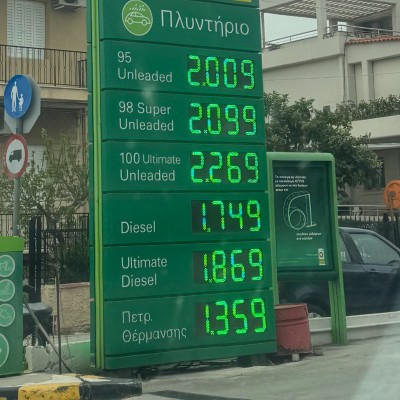 Πλυντήριο
95
Unleaded
2.009
98 Super
Unleaded
2.099
100 Ultimate
Unleaded
2.269
Diesel
1.749
Ultimate
Diesel
1.869
Πετρ.
Θέρμανσης
1.359